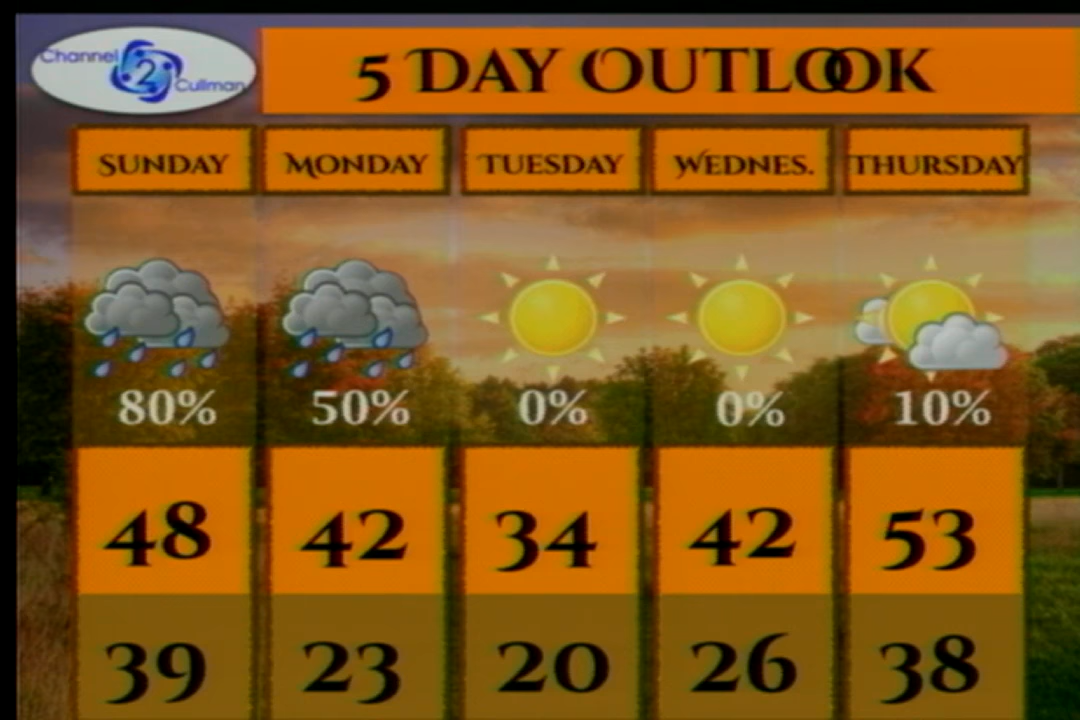 Channel
2
Cullman
5 DAY OUTLOOK
SUNDAY MONDAY TUESDAY WEDNES. THURSDAY
80% 50% 0% 0% 10%
48 42 34 42 53
39 23 20 26 38